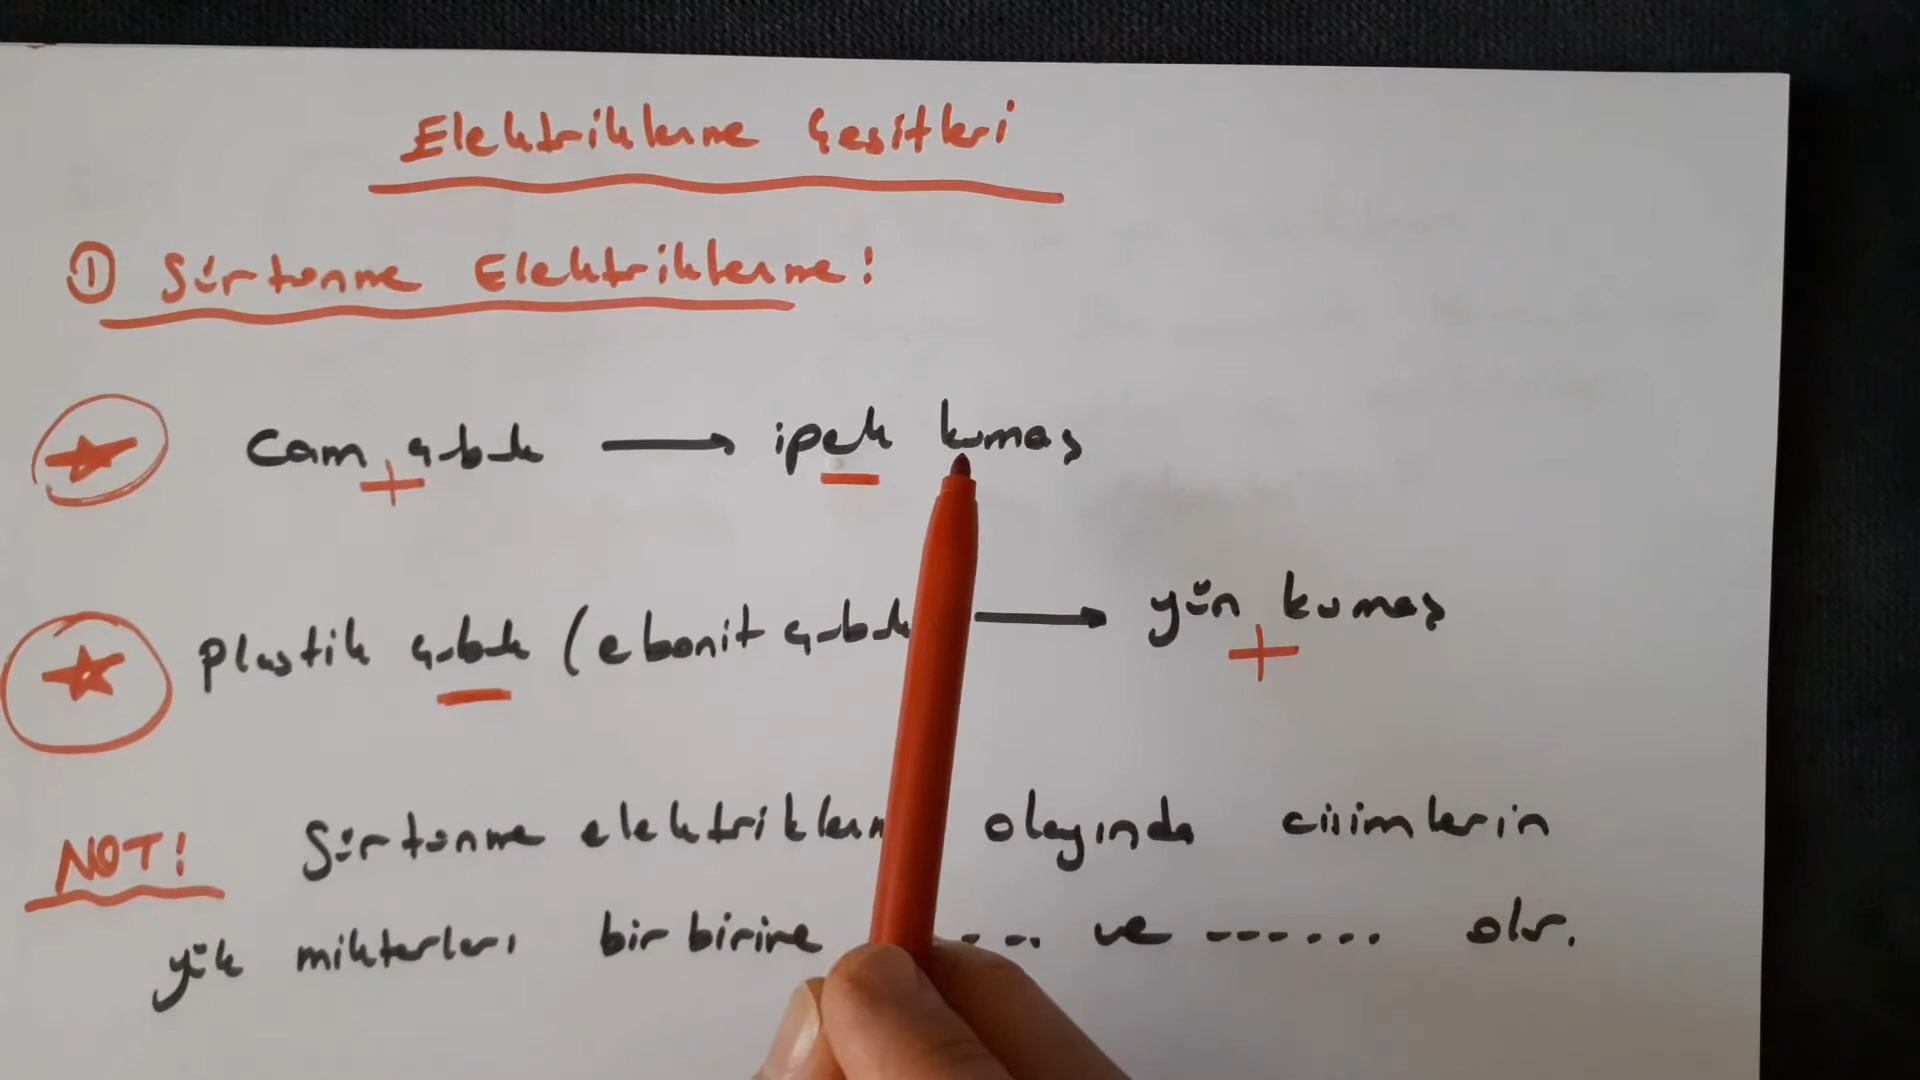 Elektriklenme Çeşitleri
① Sürtünme Elektriklenme:
Cam çubuk → ipek kumaş
+ −
plastik çubuk (ebonit çubuk → yün kumaş
− +
NOT! Sürtünme elektriklen olayında cisimlerin
yük miktarları birbirine ve ------- olur.